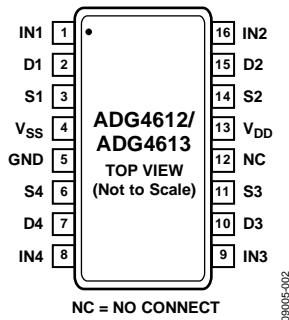 IN1 1 16 IN2
D1 2 15 D2
S1 3 14 S2
VSS 4 ADG4612/ 13 VDD
ADG4613
GND 5 TOP VIEW 12 NC
S4 6 (Not to Scale) 11 S3
D4 7 10 D3
IN4 8 9 IN3
NC = NO CONNECT
09005-002